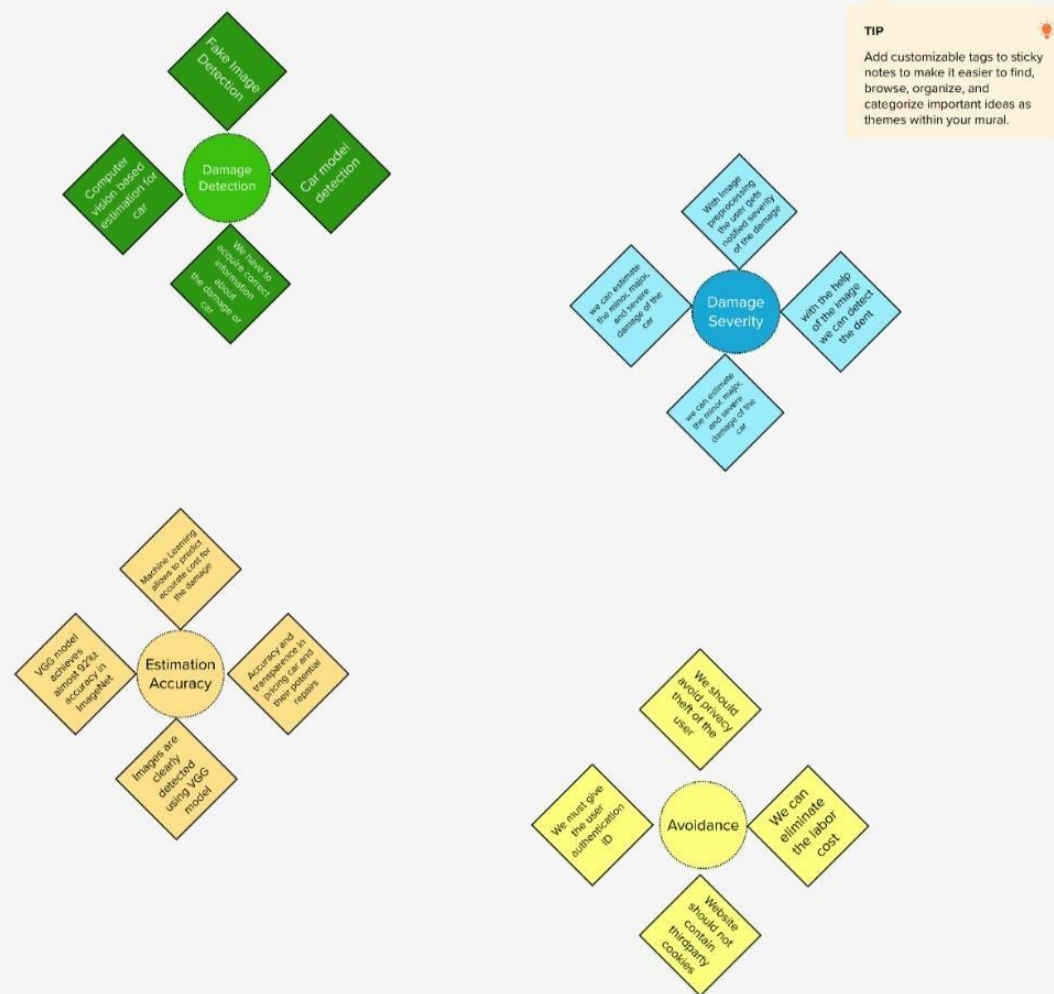 TIP
Add customizable tags to sticky
notes to make it easier to find,
browse, organize, and
categorize important ideas as
themes within your mural.
Fake Image
Detection
Computer
vision based
estimation for
car
Damage
Detection
Car model
detection
We have to
acquire correct
information
about
the damage or
car
With Image
preprocessing
the user gets
notified severity
of the damage
we can estimate
the minor, major,
and severe
damage of the
car
Damage
Severity
with the help
of the image
we can detect
the dent
we can estimate
the minor, major,
and severe
damage of the
car
Machine Learning
allows to predict
accurate cost for
the damage
VGG model
achieves
almost 92%t
accuracy in
ImageNet
Estimation
Accuracy
Accuracy and
transparence in
pricing car and
their potential
repairs
Images are
clearly
detected
using VGG
model
We should
avoid privacy
theft of the
user
We must give
the user
authentication
ID
Avoidance
We can
eliminate
the labor
cost
Website
should not
contain
thirdparty
cookies